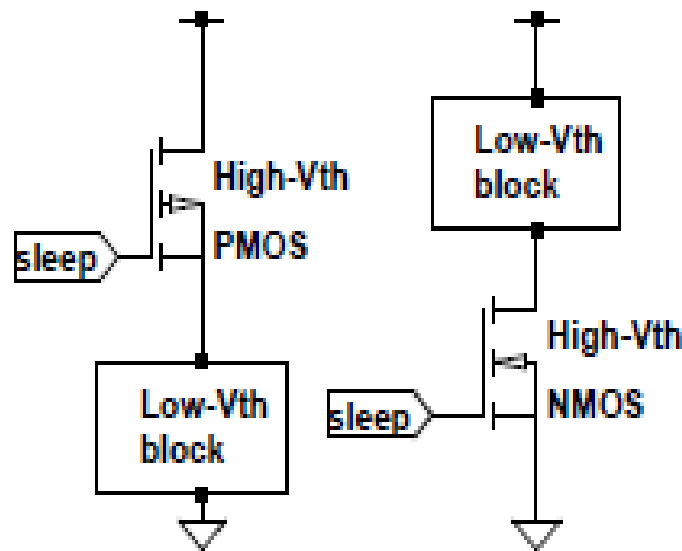 High-Vth
PMOS
sleep
Low-Vth
block
Low-Vth
block
High-Vth
NMOS
sleep